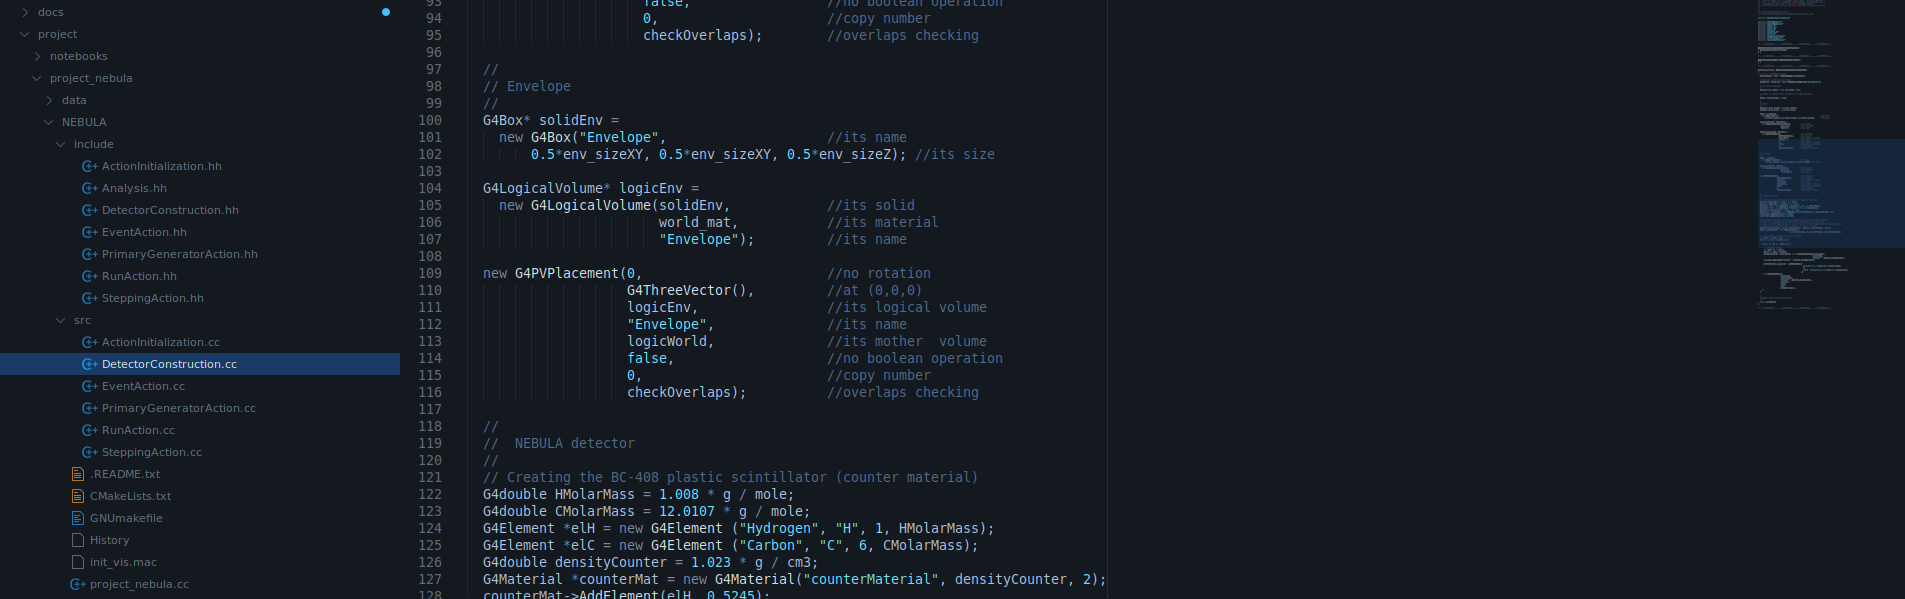 docs
project
notebooks
project_nebula
data
NEBULA
include
ActionInitialization.hh
Analysis.hh
DetectorConstruction.hh
EventAction.hh
PrimaryGeneratorAction.hh
RunAction.hh
SteppingAction.hh
src
ActionInitialization.cc
DetectorConstruction.cc
EventAction.cc
PrimaryGeneratorAction.cc
RunAction.cc
SteppingAction.cc
.README.txt
CMakeLists.txt
GNUmakefile
History
init_vis.mac
project_nebula.cc
93 false, //no boolean operation
94 0, //copy number
95 checkOverlaps); //overlaps checking
96
97 //
98 // Envelope
99 //
100 G4Box* solidEnv =
101 new G4Box("Envelope", //its name
102 0.5*env_sizeXY, 0.5*env_sizeXY, 0.5*env_sizeZ); //its size
103
104 G4LogicalVolume* logicEnv =
105 new G4LogicalVolume(solidEnv, //its solid
106 world_mat, //its material
107 "Envelope"); //its name
108
109 new G4PVPlacement(0, //no rotation
110 G4ThreeVector(), //at (0,0,0)
111 logicEnv, //its logical volume
112 "Envelope", //its name
113 logicWorld, //its mother  volume
114 false, //no boolean operation
115 0, //copy number
116 checkOverlaps); //overlaps checking
117
118 //
119 //  NEBULA detector
120 //
121 // Creating the BC-408 plastic scintillator (counter material)
122 G4double HMolarMass = 1.008 * g / mole;
123 G4double CMolarMass = 12.0107 * g / mole;
124 G4Element *elH = new G4Element ("Hydrogen", "H", 1, HMolarMass);
125 G4Element *elC = new G4Element ("Carbon", "C", 6, CMolarMass);
126 G4double densityCounter = 1.023 * g / cm3;
127 G4Material *counterMat = new G4Material("counterMaterial", densityCounter, 2);
128 counterMat->AddElement(elH, 0.5245);